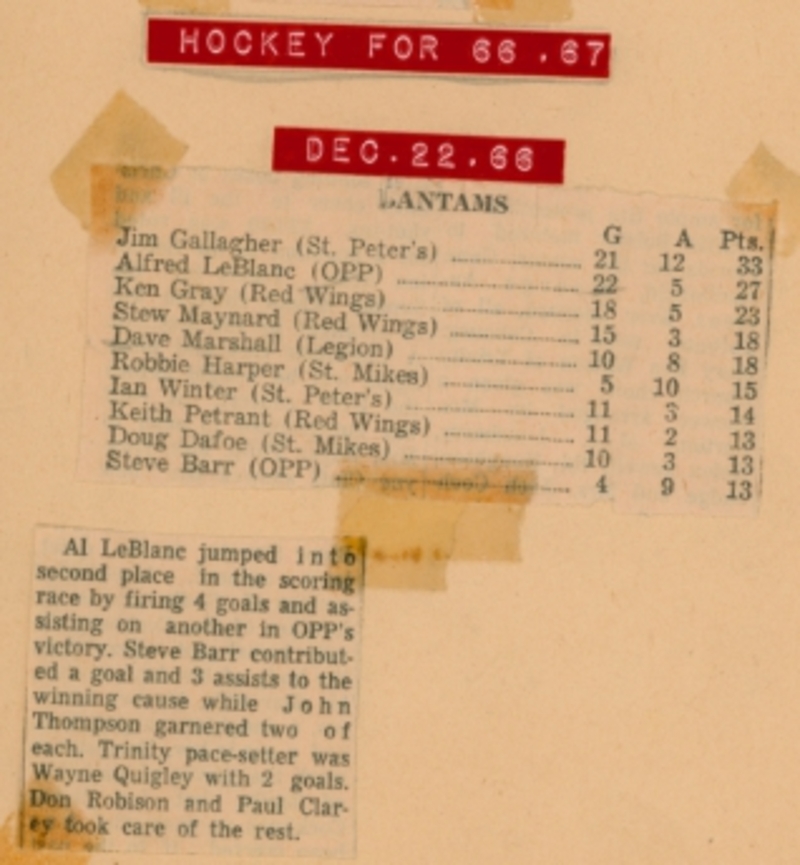 HOCKEY FOR 66.67
DEC.22.66
BANTAMS
G A Pts.
Jim Gallagher (St. Peter's) 21 12 33
Alfred LeBlanc (OPP) 22 5 27
Ken Gray (Red Wings) 18 5 23
Stew Maynard (Red Wings) 15 3 18
Dave Marshall (Legion) 10 8 18
Robbie Harper (St. Mikes) 5 10 15
Ian Winter (St. Peter's) 11 3 14
Keith Petrant (Red Wings) 11 2 13
Doug Dafoe (St. Mikes) 10 3 13
Steve Barr (OPP) 4 9 13
Al LeBlanc jumped into
second place in the scoring
race by firing 4 goals and as-
sisting on another in OPP's
victory. Steve Barr contribut-
ed a goal and 3 assists to the
winning cause while John
Thompson garnered two of
each. Trinity pace-setter was
Wayne Quigley with 2 goals.
Don Robison and Paul Clar-
ey took care of the rest.